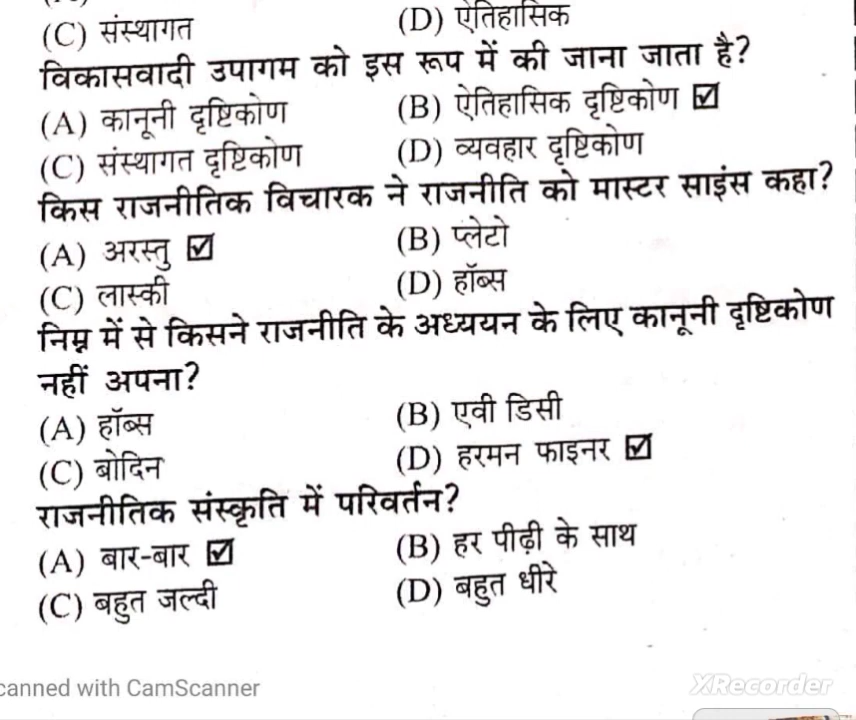 (C) संस्थागत (D) ऐतिहासिक
विकासवादी उपागम को इस रूप में की जाना जाता है?
(A) कानूनी दृष्टिकोण (B) ऐतिहासिक दृष्टिकोण ☑
(C) संस्थागत दृष्टिकोण (D) व्यवहार दृष्टिकोण
किस राजनीतिक विचारक ने राजनीति को मास्टर साइंस कहा?
(A) अरस्तु ☑ (B) प्लेटो
(C) लास्की (D) हॉब्स
निम्न में से किसने राजनीति के अध्ययन के लिए कानूनी दृष्टिकोण
नहीं अपना?
(A) हॉब्स (B) एवी डिसी
(C) बोदिन (D) हरमन फाइनर ☑
राजनीतिक संस्कृति में परिवर्तन?
(A) बार-बार ☑ (B) हर पीढ़ी के साथ
(C) बहुत जल्दी (D) बहुत धीरे
canned with CamScanner XRecorder